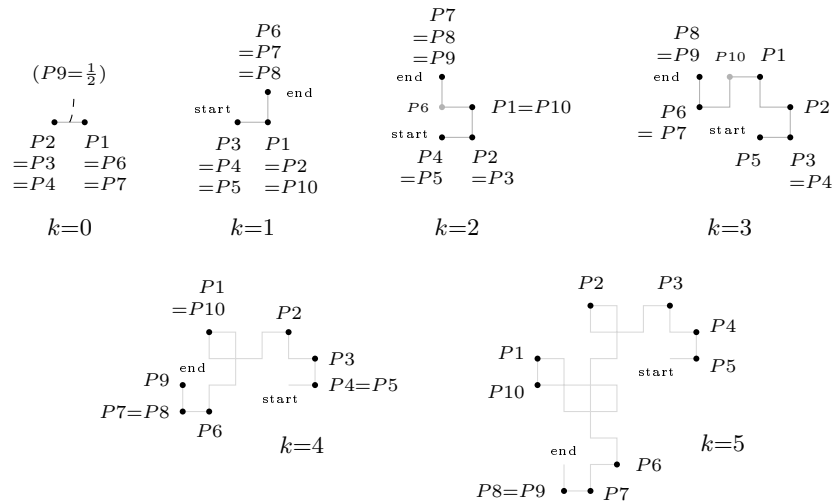 (P9=1/2)
P2
=P3
=P4
P1
=P6
=P7
k=0
P6
=P7
=P8
end
start
P3
=P4
=P5
P1
=P2
=P10
k=1
P7
=P8
=P9
end
P6
P1=P10
start
P4
=P5
P2
=P3
k=2
P8
=P9
P10
P1
end
P6
= P7
P2
start
P5
P3
=P4
k=3
P1
=P10
P2
P3
end
P9
P4=P5
start
P7=P8
P6
k=4
P2
P3
P4
P1
P5
start
P10
end
P6
P8=P9
P7
k=5